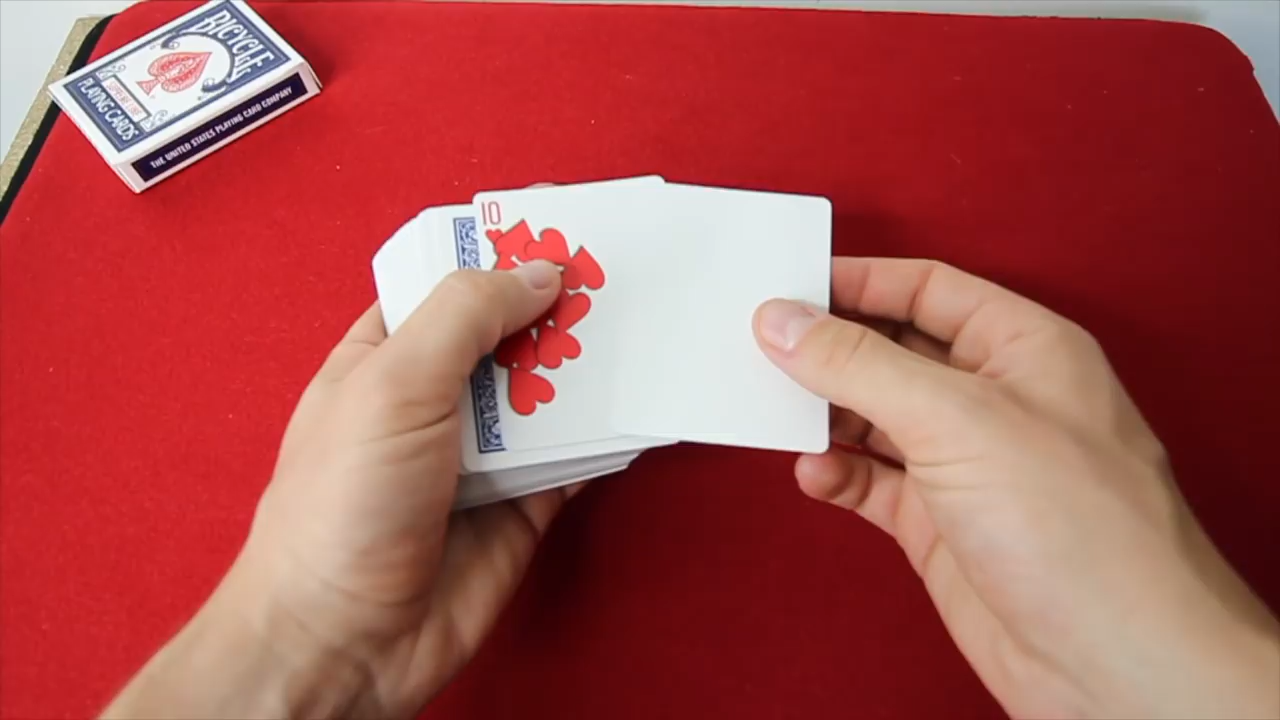 BICYCLE
PLAYING CARDS
THE UNITED STATES PLAYING CARD COMPANY
10